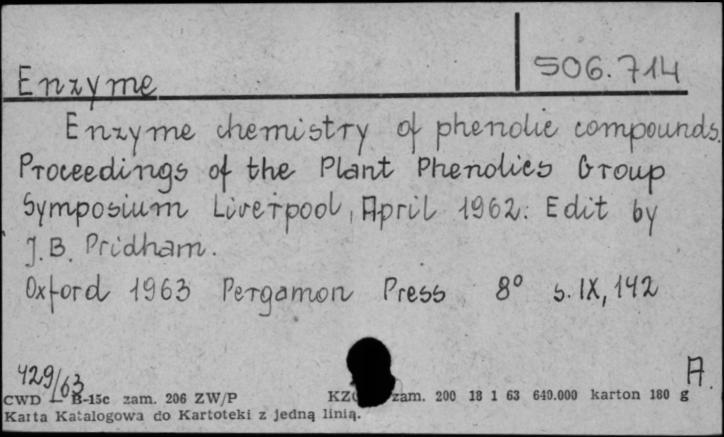 Enzyme
506.714
Enzyme chemistry of phenolic compounds.
Proceedings of the Plant Phenolics Group
Symposium Liverpool, April 1962. Edit by
J.B. Pridham.
Oxford 1963 Pergamon Press 8° s. IX, 142
429/63
A.
CWD B-15c zam. 206 ZW/P zam. 200 18 1 63 640.000 karton 180 g
Karta Katalogowa do Kartoteki z jedną linią.